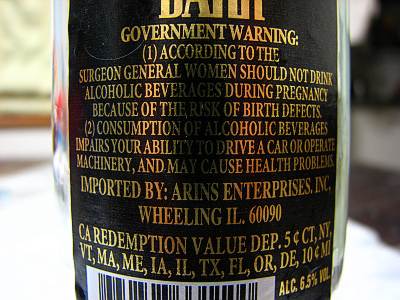 GOVERNMENT WARNING:
(1) ACCORDING TO THE
SURGEON GENERAL WOMEN SHOULD NOT DRINK
ALCOHOLIC BEVERAGES DURING PREGNANCY
BECAUSE OF THE RISK OF BIRTH DEFECTS.
(2) CONSUMPTION OF ALCOHOLIC BEVERAGES
IMPAIRS YOUR ABILITY TO DRIVE A CAR OR OPERATE
MACHINERY, AND MAY CAUSE HEALTH PROBLEMS.
IMPORTED BY: ARINS ENTERPRISES, INC,
WHEELING IL. 60090
CA REDEMPTION VALUE DEP. 5 ¢ CT, NY,
VT, MA, ME, IA, IL, TX, FL, OR, DE, 10 ¢ MI
ALC. 6.5% VOL.